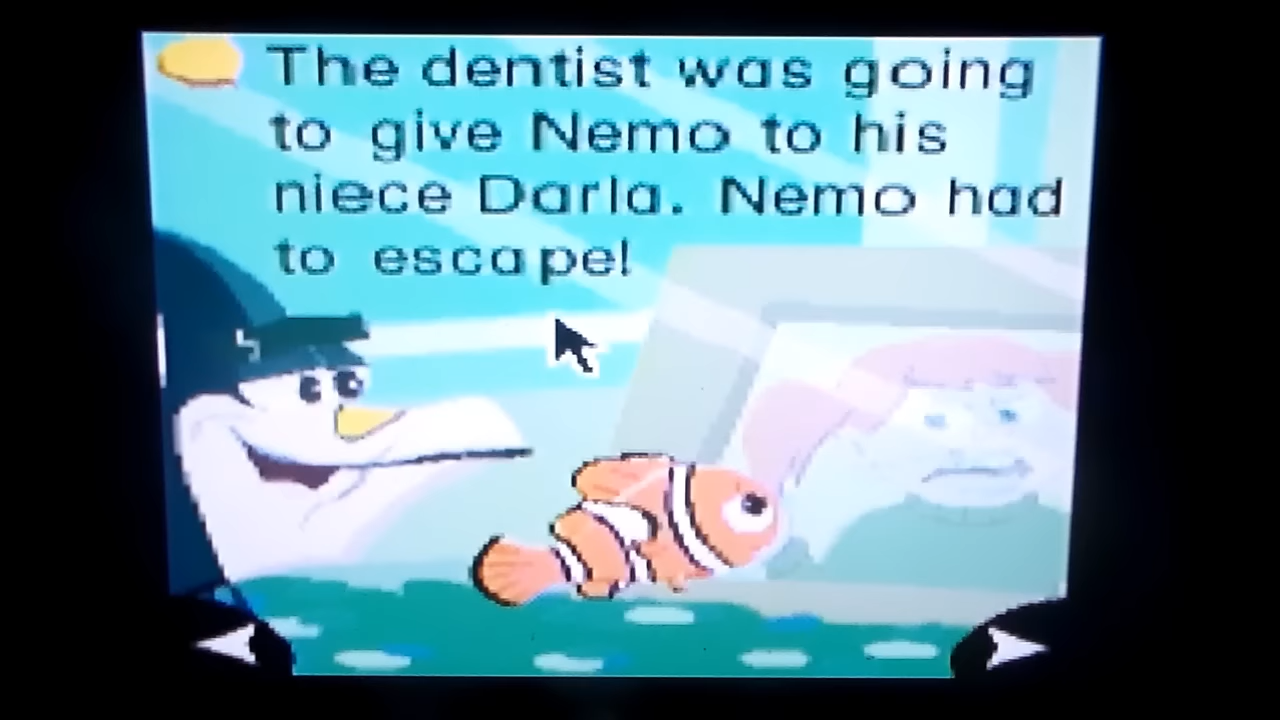 The dentist was going
to give Nemo to his
niece Darla. Nemo had
to escape!